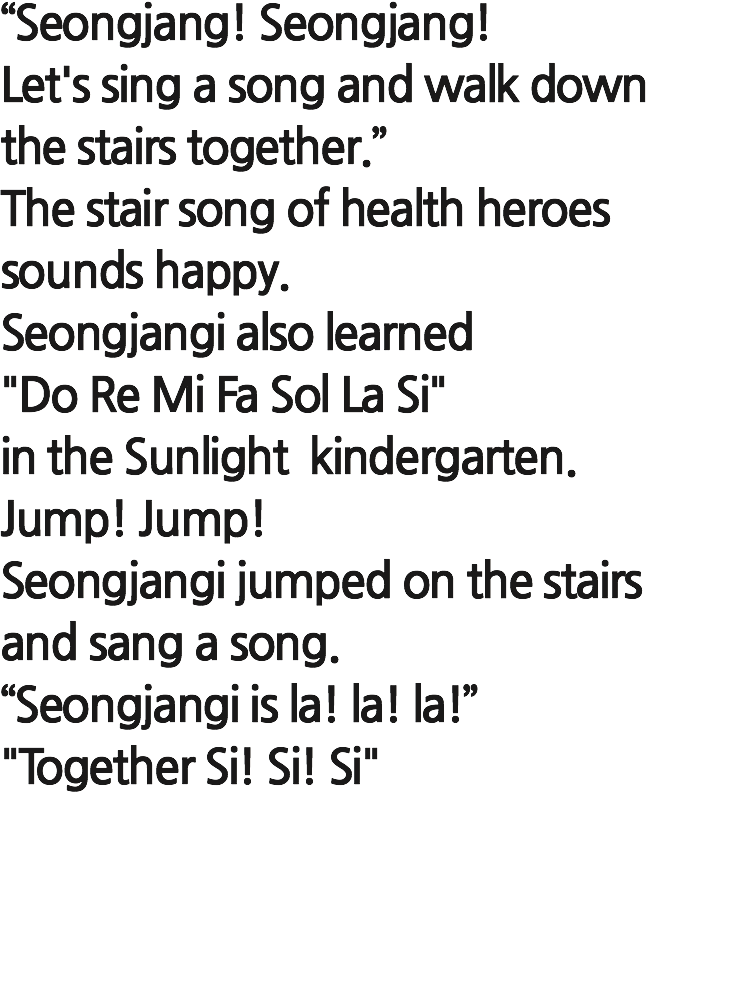 “Seongjang! Seongjang!
Let's sing a song and walk down
the stairs together.”
The stair song of health heroes
sounds happy.
Seongjangi also learned
"Do Re Mi Fa Sol La Si"
in the Sunlight  kindergarten.
Jump! Jump!
Seongjangi jumped on the stairs
and sang a song.
“Seongjangi is la! la! la!”
"Together Si! Si! Si"